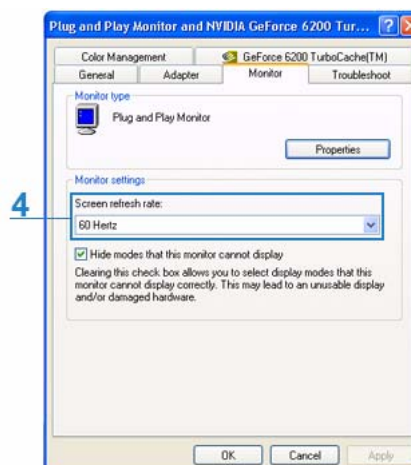 Plug and Play Monitor and NVIDIA GeForce 6200 Tur...
Color Management
GeForce 6200 TurboCache(TM)
General
Adapter
Monitor
Troubleshoot
Monitor type
Plug and Play Monitor
Properties
Monitor settings
4
Screen refresh rate:
60 Hertz
Hide modes that this monitor cannot display
Clearing this check box allows you to select display modes that this
monitor cannot display correctly. This may lead to an unusable display
and/or damaged hardware.
OK
Cancel
Apply